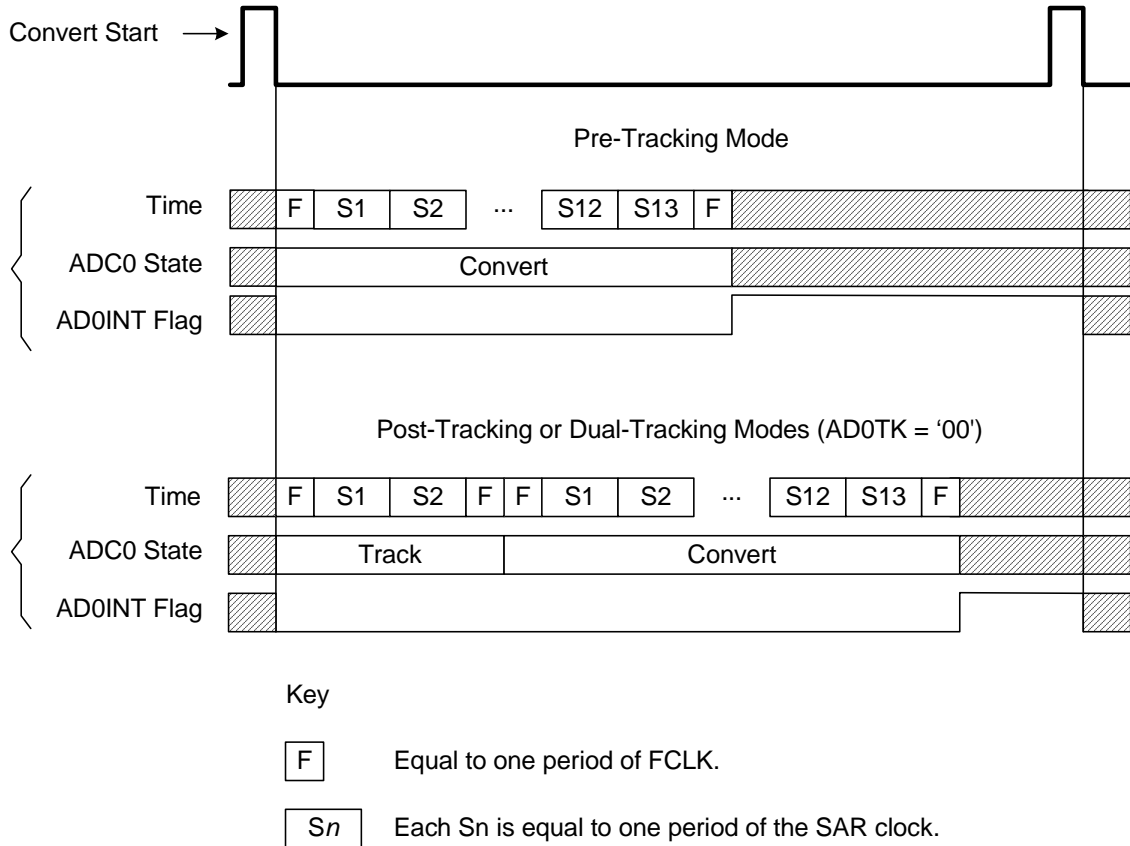 Convert Start
Pre-Tracking Mode
Time F S1 S2 ... S12 S13 F
ADC0 State Convert
AD0INT Flag
Post-Tracking or Dual-Tracking Modes (AD0TK = ‘00')
Time F S1 S2 F F S1 S2 ... S12 S13 F
ADC0 State Track Convert
AD0INT Flag
Key
F Equal to one period of FCLK.
Sn Each Sn is equal to one period of the SAR clock.